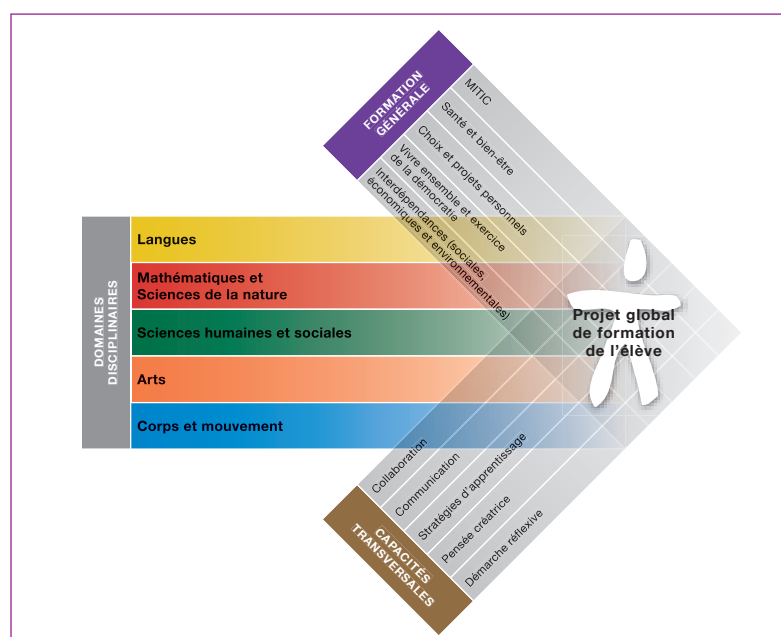 FORMATION
GÉNÉRALE
MITIC
Santé et bien-être
Choix et projets personnels
Vivre ensemble et exercice
de la démocratie
Interdépendances (sociales,
économiques et environnementales)
DOMAINES
DISCIPLINAIRES
Langues
Mathématiques et
Sciences de la nature
Sciences humaines et sociales
Arts
Corps et mouvement
Projet global
de formation
de l'élève
CAPACITÉS
TRANSVERSALES
Collaboration
Communication
Stratégies d'apprentissage
Pensée créatrice
Démarche réflexive